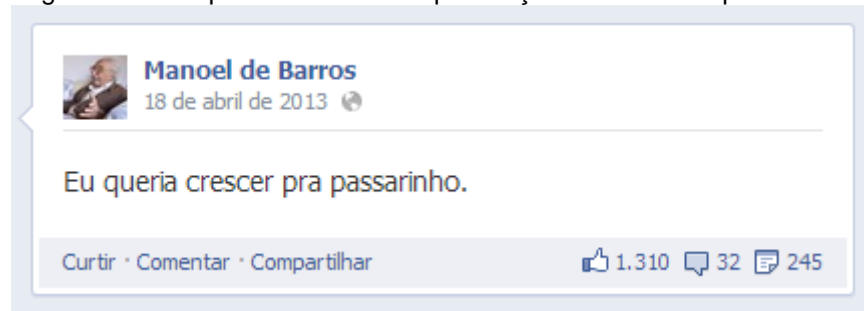 Manoel de Barros
18 de abril de 2013
Eu queria crescer pra passarinho.
Curtir · Comentar · Compartilhar 1.310 32 245